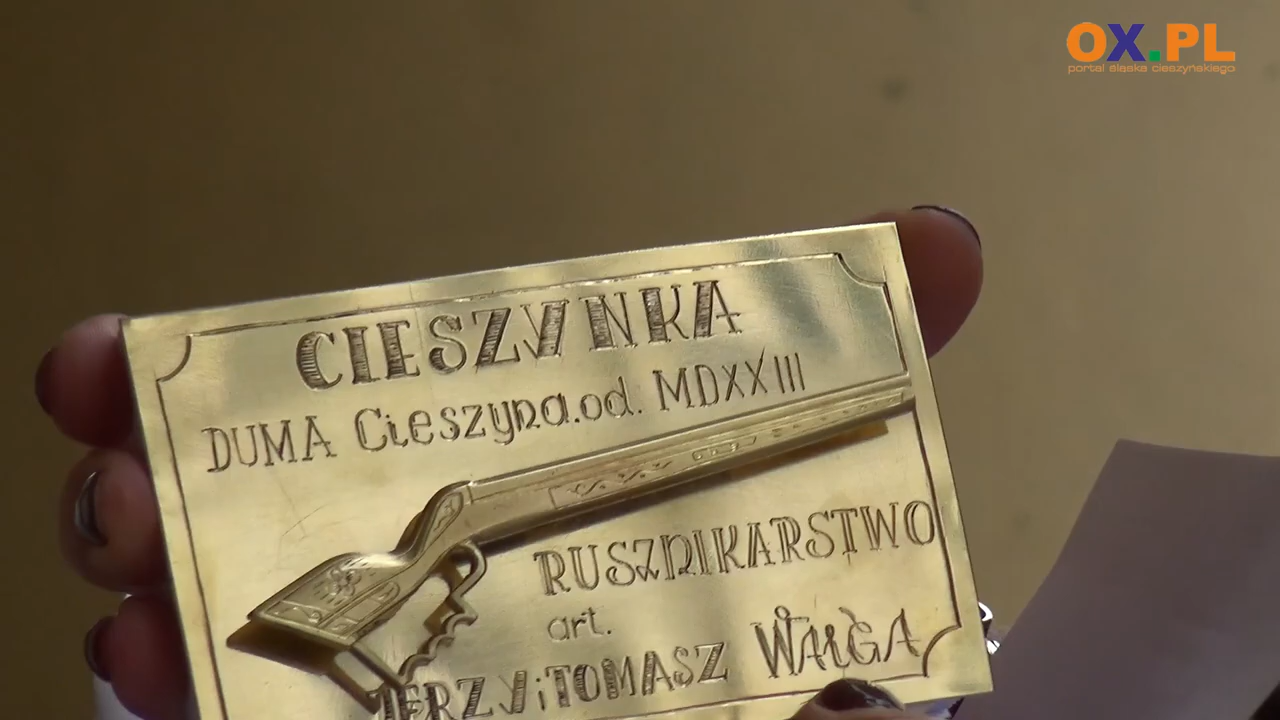 OX.PL
portal śląska cieszyńskiego
CIESZYNKA
DUMA Cieszyna.od. MDXXIII
RUSZNIKARSTWO
art.
JERZY i TOMASZ WAŁGA